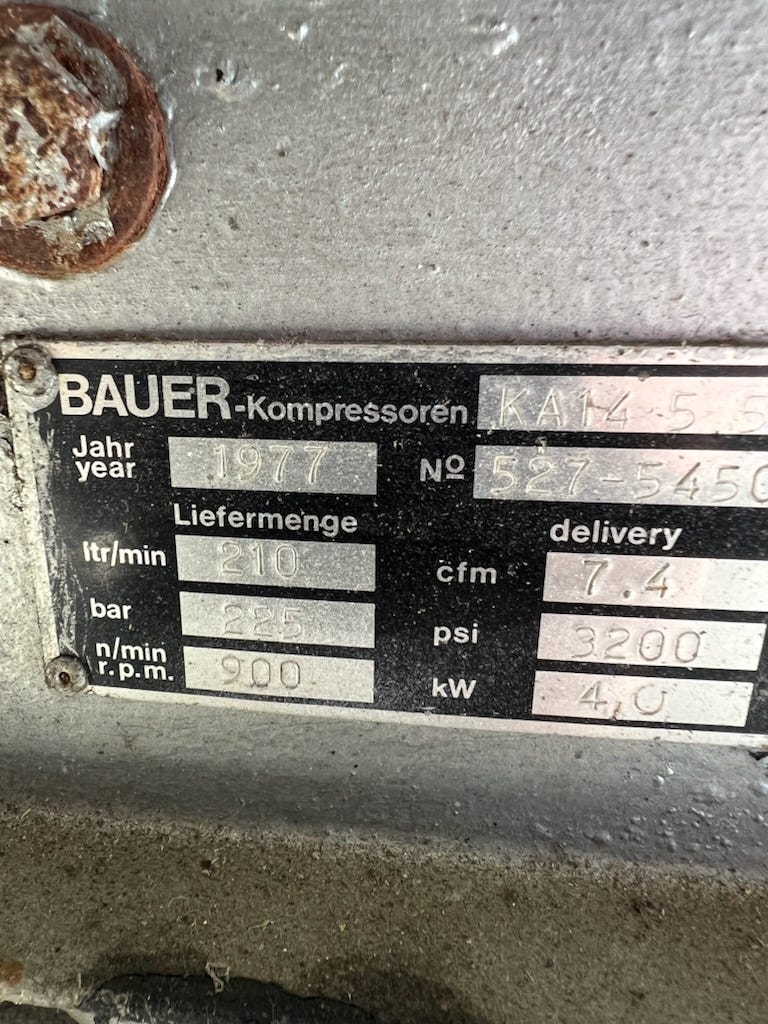 BAUER-Kompressoren KA14-5.5
Jahr
year 1977 Nº 527-5450
Liefermenge delivery
ltr/min 210 cfm 7.4
bar 225 psi 3200
n/min
r.p.m. 900 kW 4,0